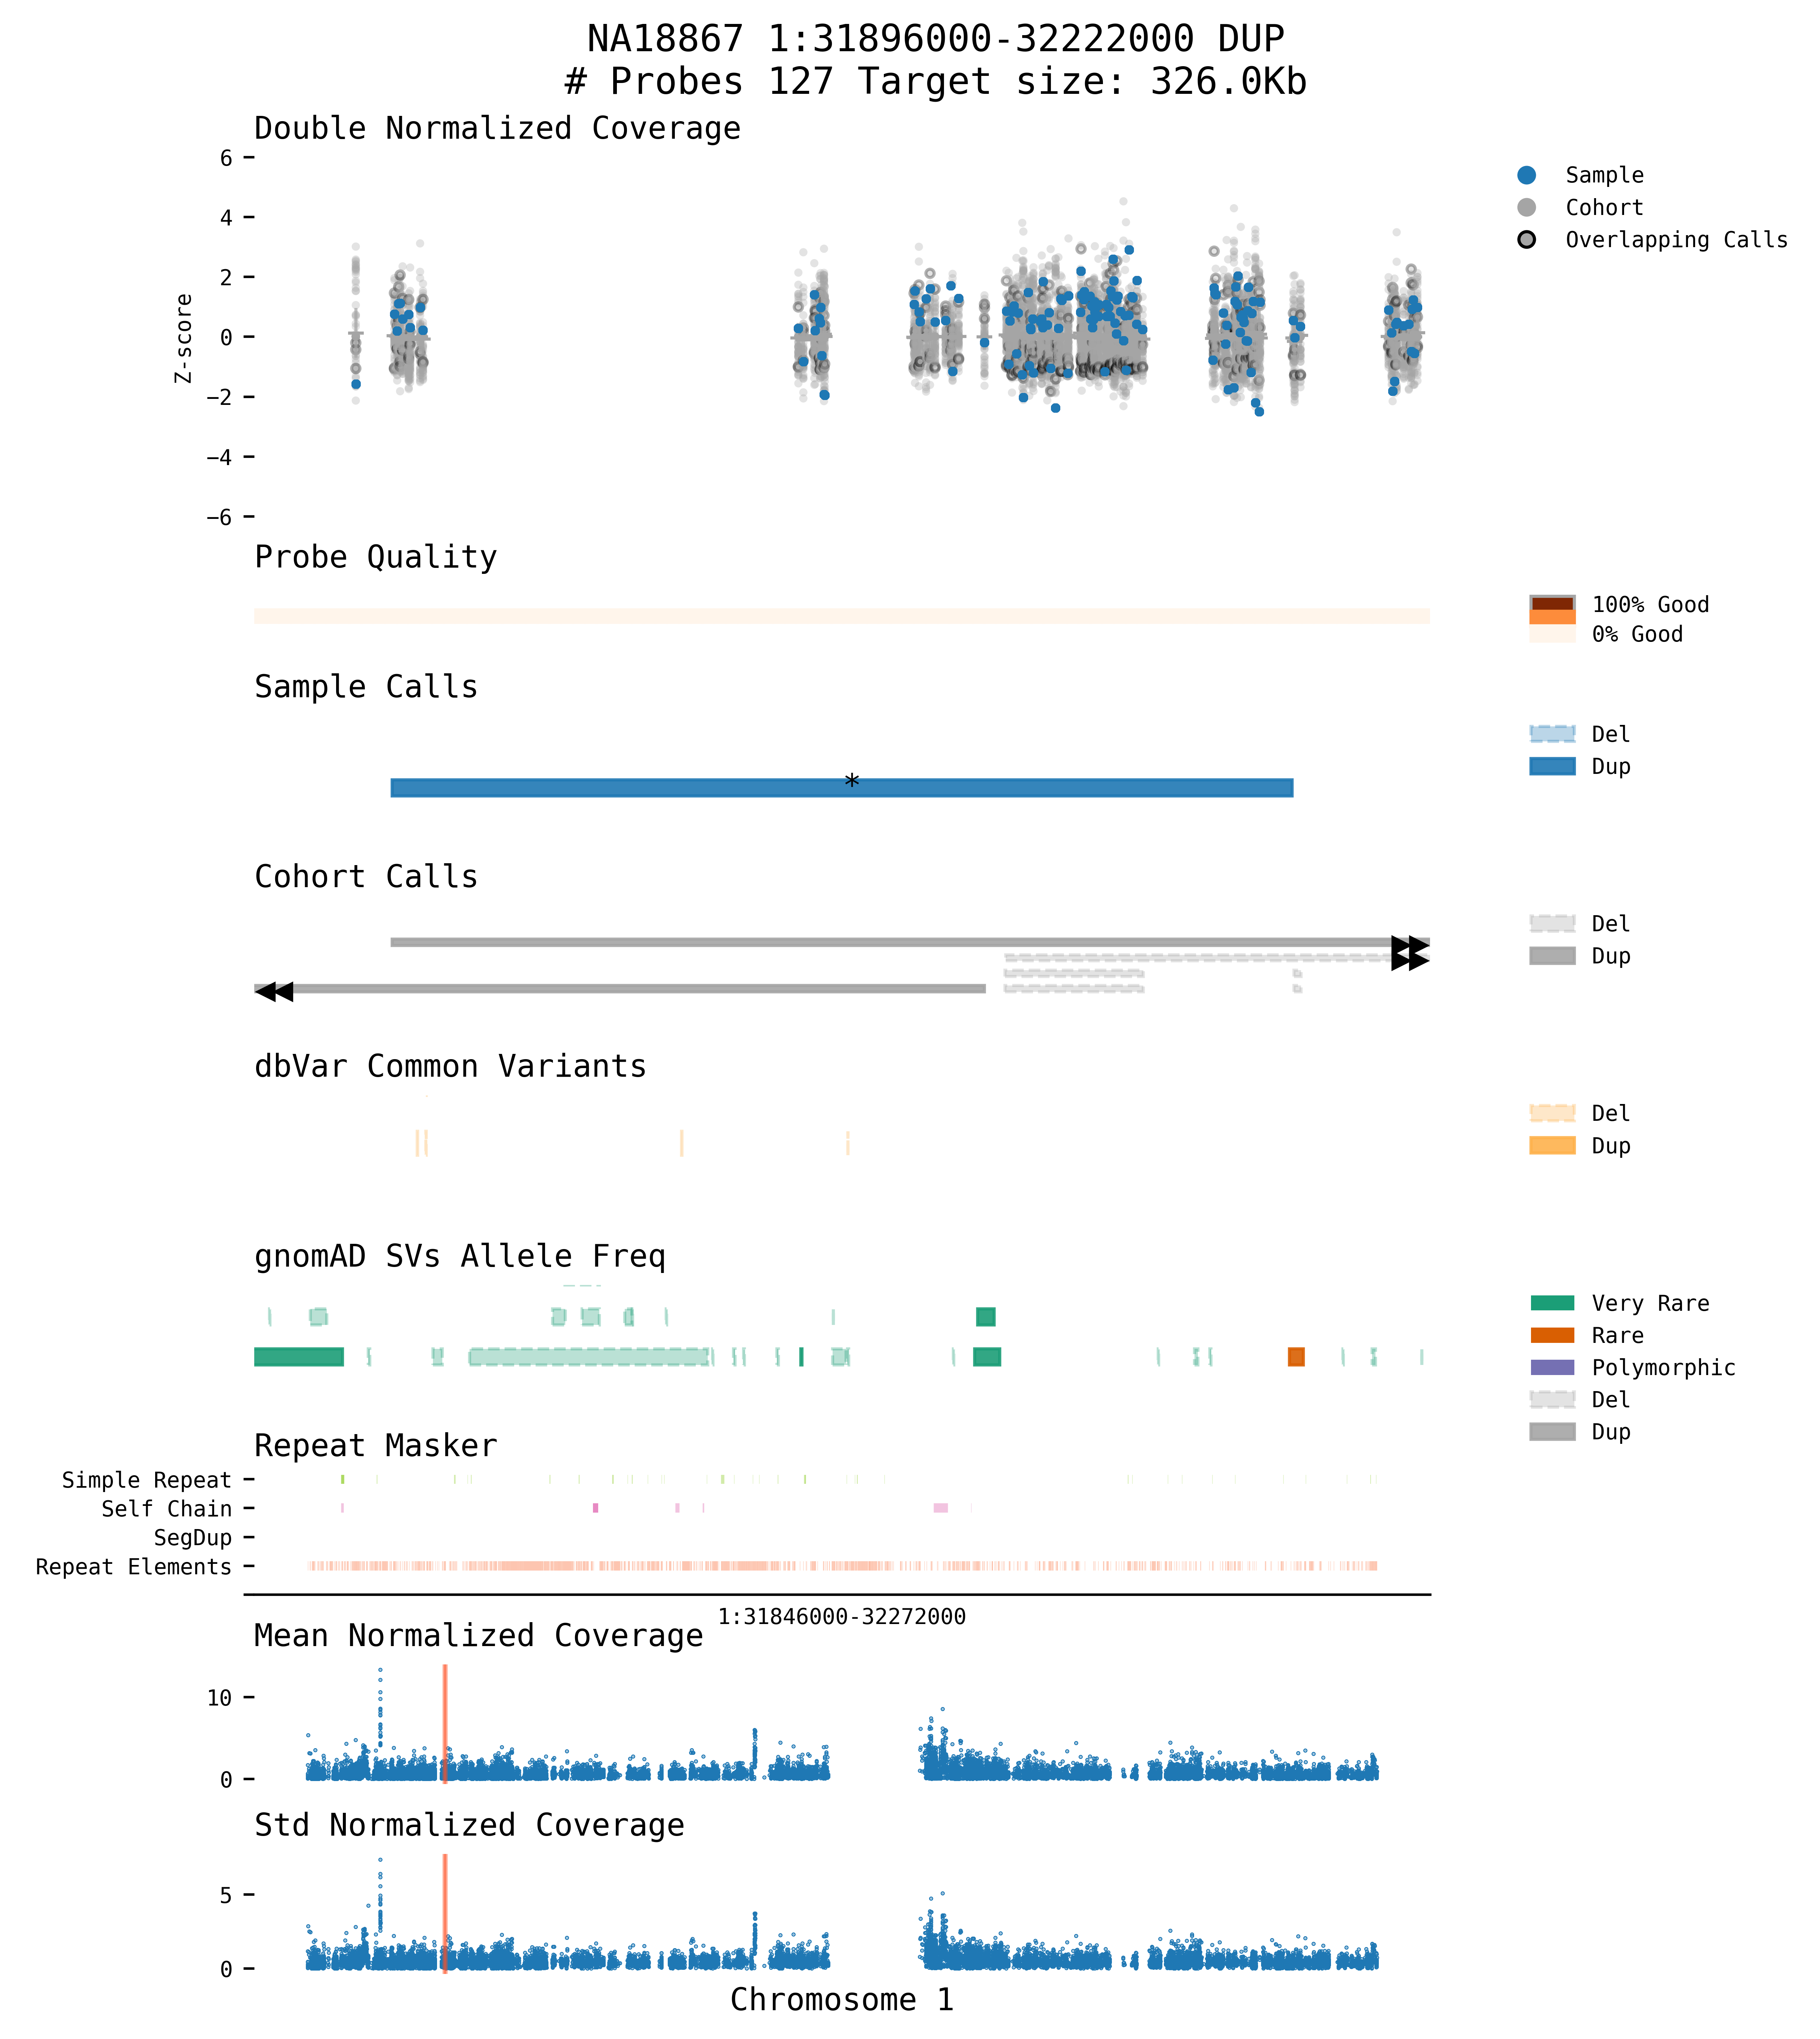 NA18867 1:31896000-32222000 DUP
# Probes 127 Target size: 326.0Kb
Double Normalized Coverage
6
4
2
0
−2
−4
−6
Z-score
Sample
Cohort
Overlapping Calls
Probe Quality
100% Good
0% Good
Sample Calls
*
Del
Dup
Cohort Calls
Del
Dup
dbVar Common Variants
Del
Dup
gnomAD SVs Allele Freq
Very Rare
Rare
Polymorphic
Del
Dup
Repeat Masker
Simple Repeat
Self Chain
SegDup
Repeat Elements
1:31846000-32272000
Mean Normalized Coverage
10
0
Std Normalized Coverage
5
0
Chromosome 1